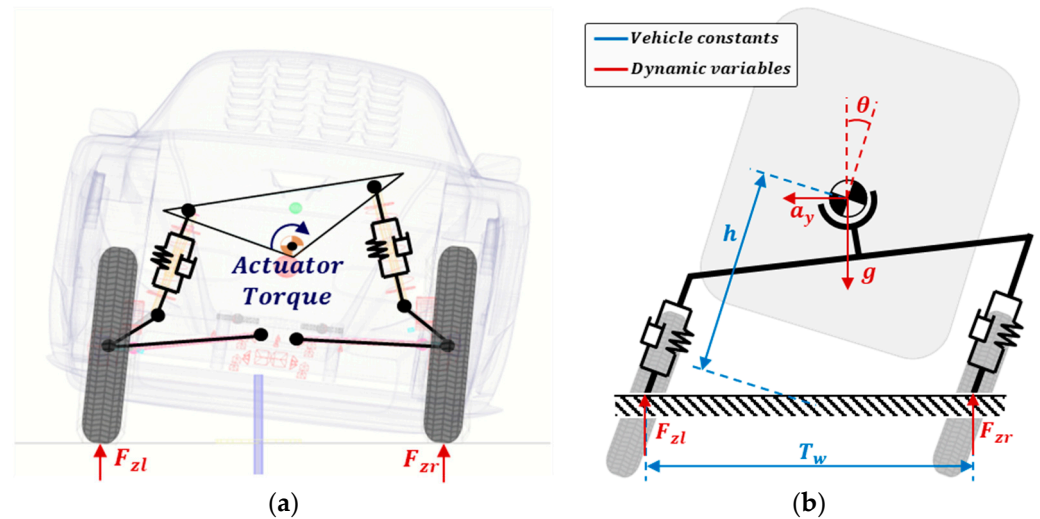 Actuator
Torque
F_zl
F_zr
(a)
Vehicle constants
Dynamic variables
θ
a_y
h
g
F_zl
F_zr
T_w
(b)